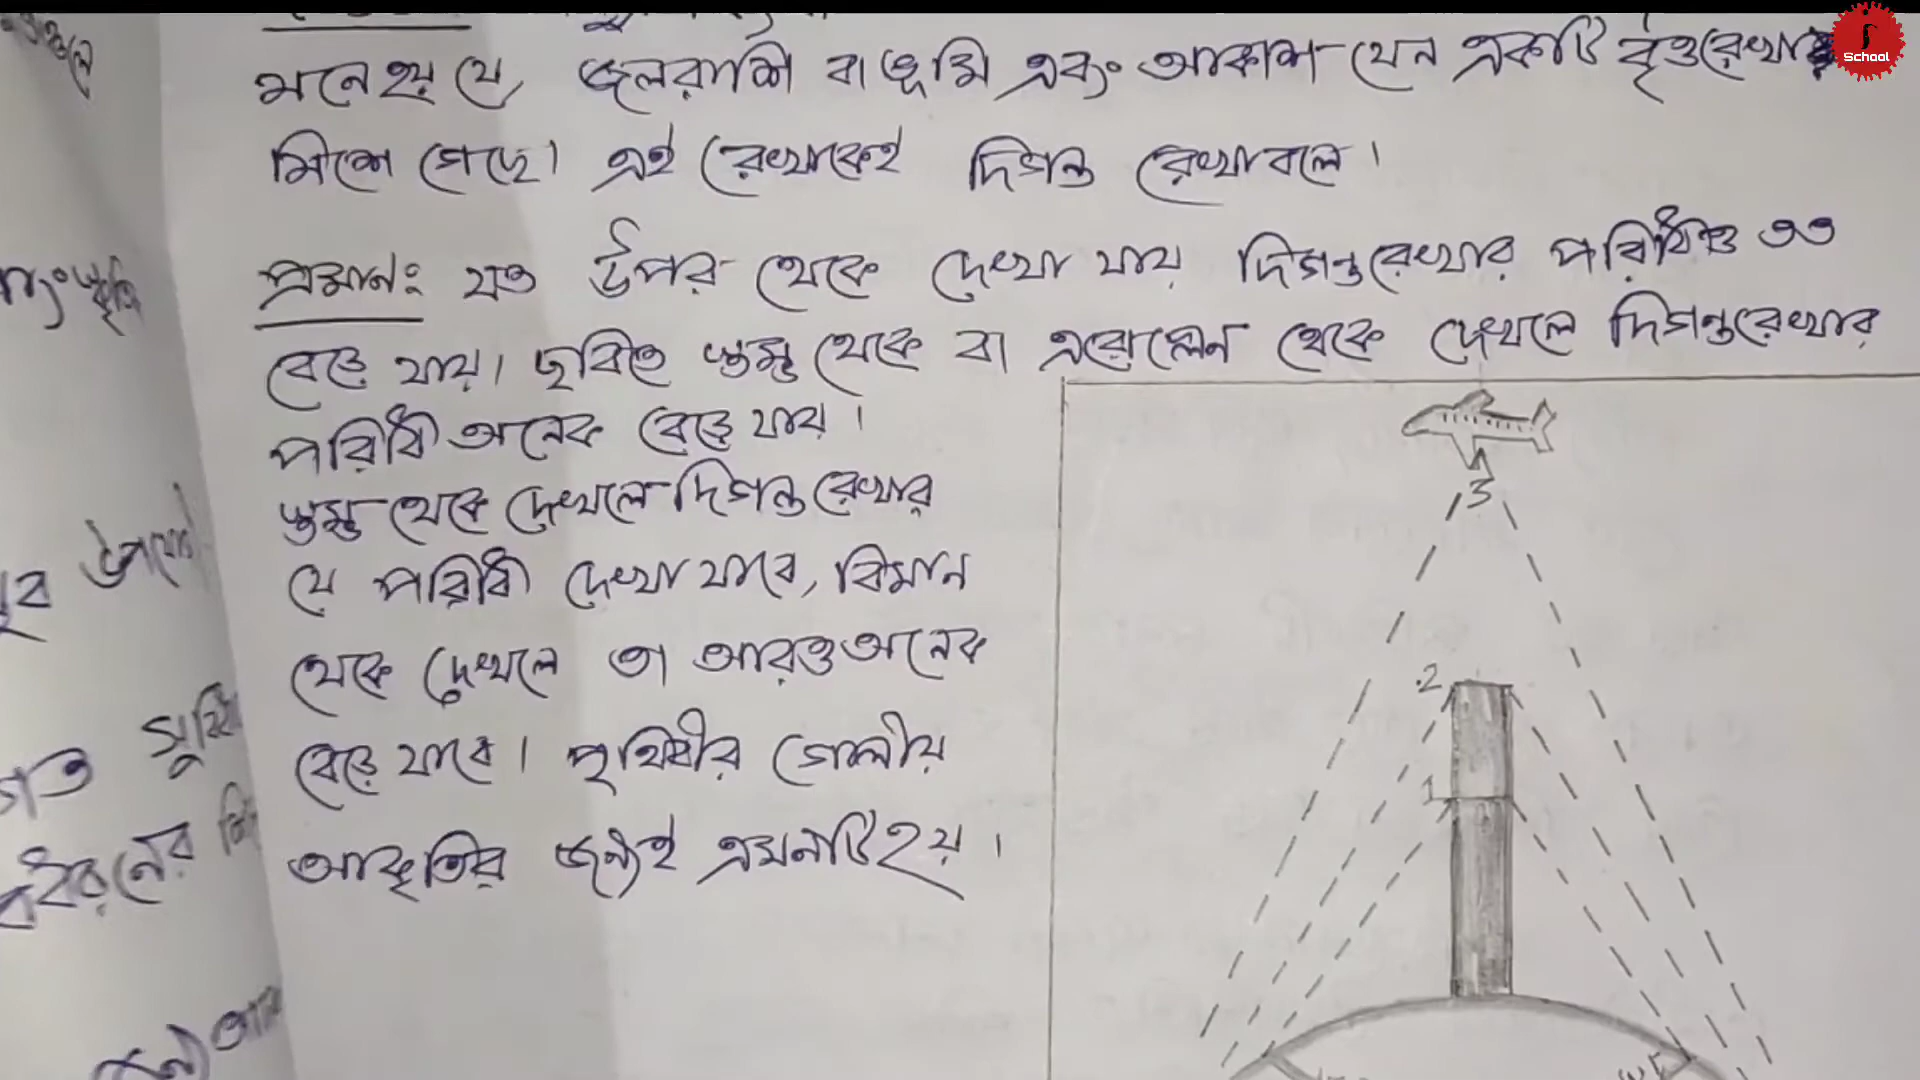 মনে হয় যে, জলরাশি বা ভূমি এবং আকাশ যেন একটি বৃত্তরেখায়
মিশে গেছে। এই রেখাকেই দিগন্ত রেখা বলে।
প্রমান: যত উপর থেকে দেখা যায় দিগন্তরেখার পরিধিও তত
বেড়ে যায়। ছবিতে স্তম্ভ থেকে বা এরোপ্লেন থেকে দেখলে দিগন্তরেখার
পরিধী অনেক বেড়ে যায়।
স্তম্ভ থেকে দেখলে দিগন্ত রেখার
যে পরিধী দেখা যাবে, বিমান
থেকে দেখলে তা আরও অনেক
বেড়ে যাবে। পৃথিবীর গোলীয়
আকৃতির জন্যই এমনটি হয়।
3
2
1
School